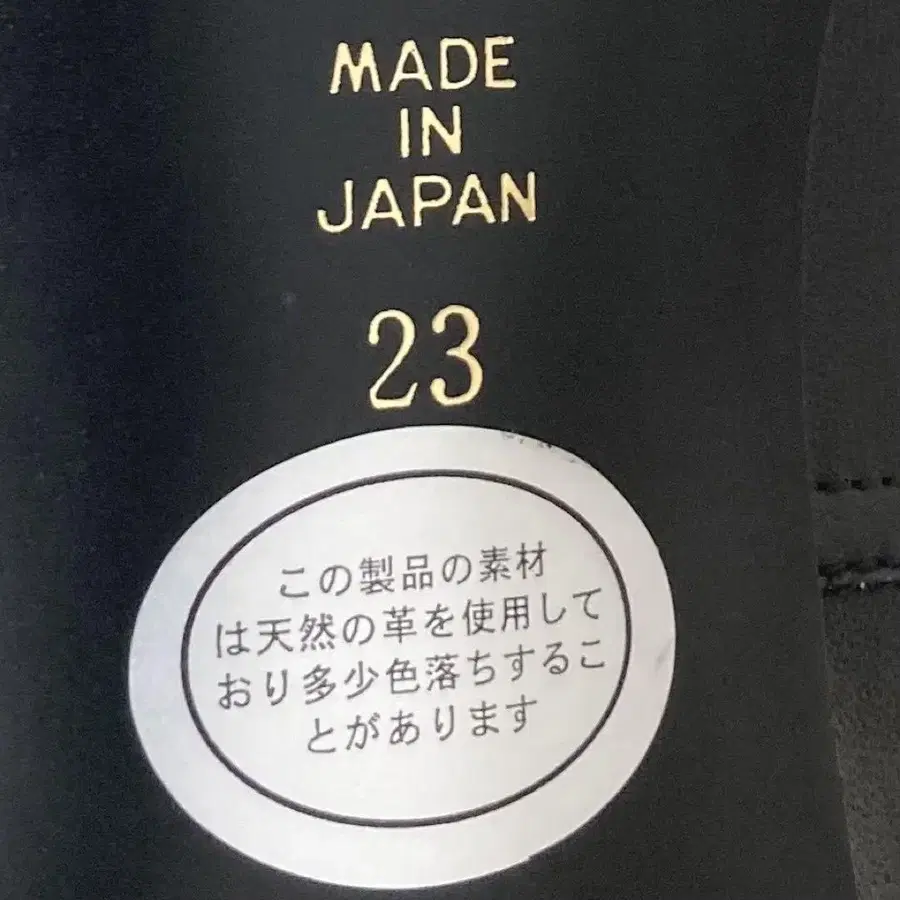 MADE
IN
JAPAN
23
この製品の素材
は天然の革を使用して
おり多少色落ちするこ
とがあります